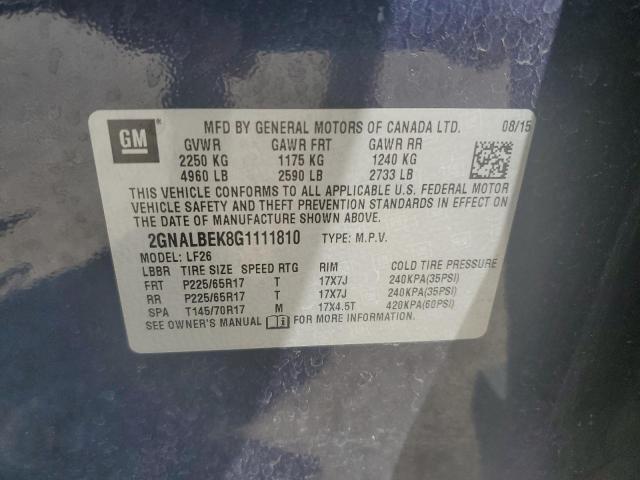 GM
MFD BY GENERAL MOTORS OF CANADA LTD. 08/15
GVWR GAWR FRT GAWR RR
2250 KG 1175 KG 1240 KG
4960 LB 2590 LB 2733 LB
THIS VEHICLE CONFORMS TO ALL APPLICABLE U.S. FEDERAL MOTOR
VEHICLE SAFETY AND THEFT PREVENTION STANDARDS IN EFFECT ON
THE DATE OF MANUFACTURE SHOWN ABOVE.
2GNALBEK8G1111810 TYPE: M.P.V.
MODEL: LF26
LBBR TIRE SIZE SPEED RTG RIM COLD TIRE PRESSURE
FRT P225/65R17 T 17X7J 240KPA(35PSI)
RR P225/65R17 T 17X7J 240KPA(35PSI)
SPA T145/70R17 M 17X4.5T 420KPA(60PSI)
SEE OWNER'S MANUAL FOR MORE INFORMATION